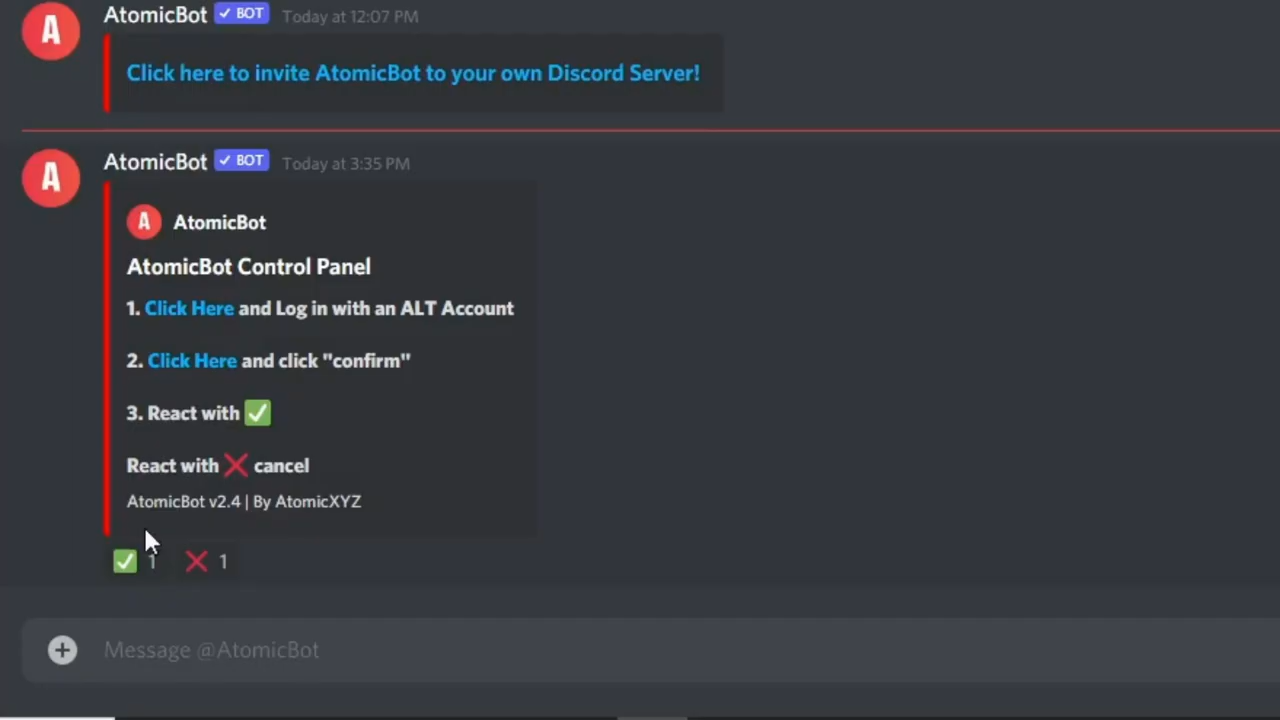 A
AtomicBot ✓ BOT Today at 12:07 PM
Click here to invite AtomicBot to your own Discord Server!
A
AtomicBot ✓ BOT Today at 3:35 PM
A AtomicBot
AtomicBot Control Panel
1. Click Here and Log in with an ALT Account
2. Click Here and click "confirm"
3. React with ✅
React with ❌ cancel
AtomicBot v2.4 | By AtomicXYZ
✅ 1 ❌ 1
Message @AtomicBot